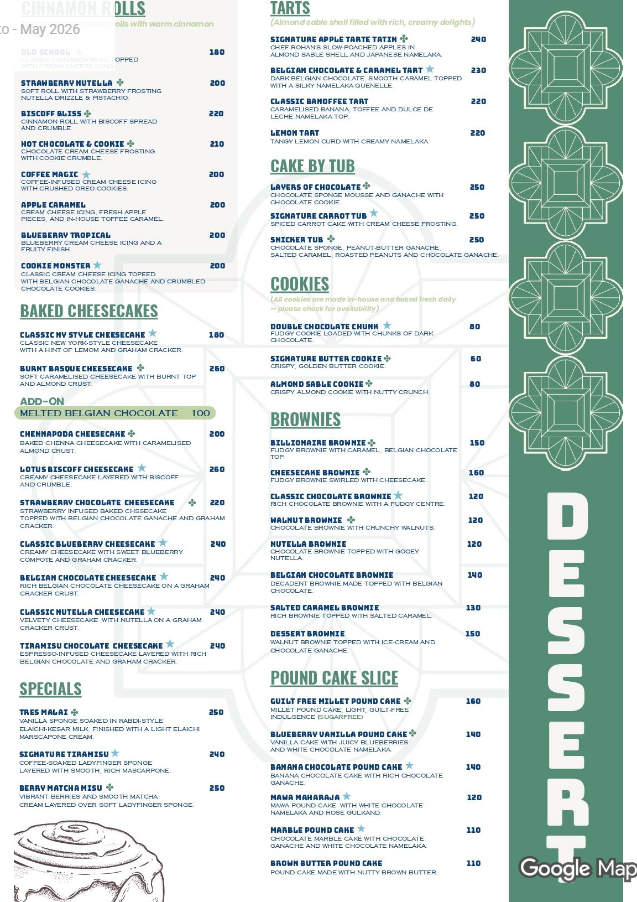 to - May 2026
CINNAMON ROLLS
rolls with warm cinnamon
OLD SCHOOL ★ 180
TOPPED
STRAWBERRY NUTELLA 200
SOFT ROLL WITH STRAWBERRY FROSTING
NUTELLA DRIZZLE & PISTACHIO.
BISCOFF BLISS 220
CINNAMON ROLL WITH BISCOFF SPREAD
AND CRUMBLE
HOT CHOCOLATE & COOKIE 210
CHOCOLATE CREAM CHEESE FROSTING
WITH COOKIE CRUMBLE.
COFFEE MAGIC ★ 200
COFFEE-INFUSED CREAM CHEESE ICING
WITH CRUSHED OREO COOKIES.
APPLE CARAMEL 200
CREAM CHEESE ICING, FRESH APPLE
PIECES, AND IN-HOUSE TOFFEE CARAMEL.
BLUEBERRY TROPICAL 200
BLUEBERRY CREAM CHEESE ICING AND A
FRUITY FINISH.
COOKIE MONSTER ★ 200
CLASSIC CREAM CHEESE ICING TOPPED
WITH BELGIAN CHOCOLATE GANACHE AND CRUMBLED
CHOCOLATE COOKIES.
BAKED CHEESECAKES
CLASSIC NY STYLE CHEESECAKE ★ 180
CLASSIC NEW YORK-STYLE CHEESECAKE
WITH A HINT OF LEMOM AND GRAHAM CRACKER.
BURNT BASQUE CHEESECAKE 260
SOFT CARAMELISED CHEESECAKE WITH BURNT TOP
AND ALMOND CRUST.
ADD-ON
MELTED BELGIAN CHOCOLATE 100
CHENNAPODA CHEESECAKE 200
BAKED CHENNA CHEESECAKE WITH CARAMELISED
ALMOND CRUST.
LOTUS BISCOFF CHEESECAKE ★ 260
CREAMY CHEESECAKE LAYERED WITH BISCOFF
AND CRUMBLE.
STRAWBERRY CHOCOLATE CHEESECAKE 220
STRAWBERRY INFUSED BAKED CHSSECAKE
TOPPED WITH BELGIAN CHOCOLATE GANACHE AND GRAHAM
CRACKER.
CLASSIC BLUEBERRY CHEESECAKE ★ 240
CREAMY CHEESECAKE WITH SWEET BLUEBERRY
COMPOTE AND GRAHAM CRACKER.
BELGIAN CHOCOLATE CHEESECAKE ★ 240
RICH BELGIAN CHOCOLATE CHEESECAKE ON A GRAHAM
CRACKER CRUST.
CLASSIC NUTELLA CHEESECAKE ★ 240
VELVETY CHEESECAKE WITH NUTELLA ON A GRAHAM
CRACKER CRUST.
TIRAMISU CHOCOLATE CHEESECAKE ★ 240
ESPRESSO-INFUSED CHEESECAKE LAYERED WITH RICH
BELGIAN CHOCOLATE AND GRAHAM CRACKER.
SPECIALS
TRES MALAI 250
VANILLA SPONGE SOAKED IN RABDI-STYLE
ELAICHI-KESAR MILK, FINISHED WITH A LIGHT ELAICHI
MARSCAPONE CREAM.
SIGNATURE TIRAMISU ★ 240
COFFEE-SOAKED LADYFINGER SPONGE
LAYERED WITH SMOOTH, RICH MASCARPONE.
BERRY MATCHA MISU 250
VIBRANT BERRIES AND SMOOTH MATCHA
CREAM LAYERED OVER SOFT LADYFINGER SPONGE.
TARTS
(Almond sable shell filled with rich, creamy delights)
SIGNATURE APPLE TARTE TATIN 240
CHEF ROHAN'S SLOW-POACHED APPLES IN
ALMOND SABLE SHELL AND JAPANESE NAMELAKA.
BELGIAN CHOCOLATE & CARAMEL TART ★ 230
DARK BELGIAN CHOCOLATE, SMOOTH CARAMEL TOPPED
WITH A SILKY NAMELAKA QUENELLE.
CLASSIC BANOFFEE TART 220
CARAMELISED BANANA, TOFFEE AND DULCE DE
LECHE NAMELAKA TOP.
LEMON TART 220
TANGY LEMON CURD WITH CREAMY NAMELAKA.
CAKE BY TUB
LAYERS OF CHOCOLATE 250
CHOCOLATE SPONGE MOUSSE AND GANACHE WITH
CHOCOLATE COOKIE.
SIGNATURE CARROT TUB ★ 250
SPICED CARROT CAKE WITH CREAM CHEESE FROSTING.
SNICKER TUB 250
CHOCOLATE SPONGE, PEANUT-BUTTER GANACHE,
SALTED CARAMEL, ROASTED PEANUTS AND CHOCOLATE GANACHE.
COOKIES
(All cookies are made in-house and baked fresh daily
— please check for availability)
DOUBLE CHOCOLATE CHUNK ★ 80
FUDGY COOKIE LOADED WITH CHUNKS OF DARK
CHOCOLATE.
SIGNATURE BUTTER COOKIE 60
CRISPY, GOLDEN BUTTER COOKIE.
ALMOND SABLE COOKIE 80
CRISPY ALMOND COOKIE WITH NUTTY CRUNCH.
BROWNIES
BILLIONAIRE BROWNIE 150
FUDGY BROWNIE WITH CARAMEL, BELGIAN CHOCOLATE
TOP.
CHEESECAKE BROWNIE 160
FUDGY BROWNIE SWIRLED WITH CHEESECAKE.
CLASSIC CHOCOLATE BROWNIE ★ 120
RICH CHOCOLATE BROWNIE WITH A FUDGY CENTRE.
WALNUT BROWNIE 120
CHOCOLATE BROWNIE WITH CRUNCHY WALNUTS.
NUTELLA BROWNIE 120
CHOCOLATE BROWNIE TOPPED WITH GOOEY
NUTELLA.
BELGIAN CHOCOLATE BROWNIE 140
DECADENT BROWNIE MADE TOPPED WITH BELGIAN
CHOCOLATE.
SALTED CARAMEL BROWNIE 130
RICH BROWNIE TOPPED WITH SALTED CARAMEL.
DESSERT BROWNIE 150
WALNUT BROWNIE TOPPED WITH ICE-CREAM AND
CHOCOLATE GANACHE.
POUND CAKE SLICE
GUILT FREE MILLET POUND CAKE 160
MILLET POUND CAKE, LIGHT, GUILT-FREE
INDULGENCE (SUGARFREE)
BLUEBERRY VANILLA POUND CAKE 140
VANILLA CAKE WITH JUICY BLUEBERRIES
AND WHITE CHOCOLATE NAMELAKA.
BANANA CHOCOLATE POUND CAKE ★ 140
BANANA CHOCOLATE CAKE WITH RICH CHOCOLATE
GANACHE.
MAWA MAHARAJA ★ 120
MAWA POUND CAKE WITH WHITE CHOCOLATE
NAMELAKA AND ROSE GULKAND.
MARBLE POUND CAKE ★ 110
CHOCOLATE MARBLE CAKE WITH CHOCOLATE
GANACHE AND WHITE CHOCOLATE NAMELAKA.
BROWN BUTTER POUND CAKE 110
POUND CAKE MADE WITH NUTTY BROWN BUTTER.
DESSERT
Google Map